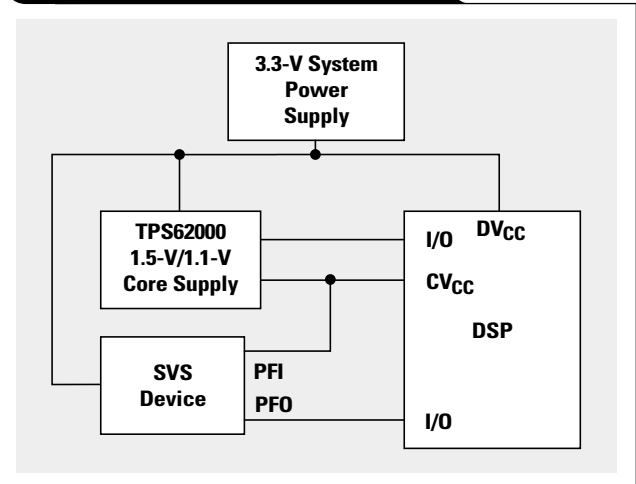 3.3-V System
Power
Supply
TPS62000
1.5-V/1.1-V
Core Supply
I/O
DVCC
CVCC
DSP
SVS
Device
PFI
PFO
I/O